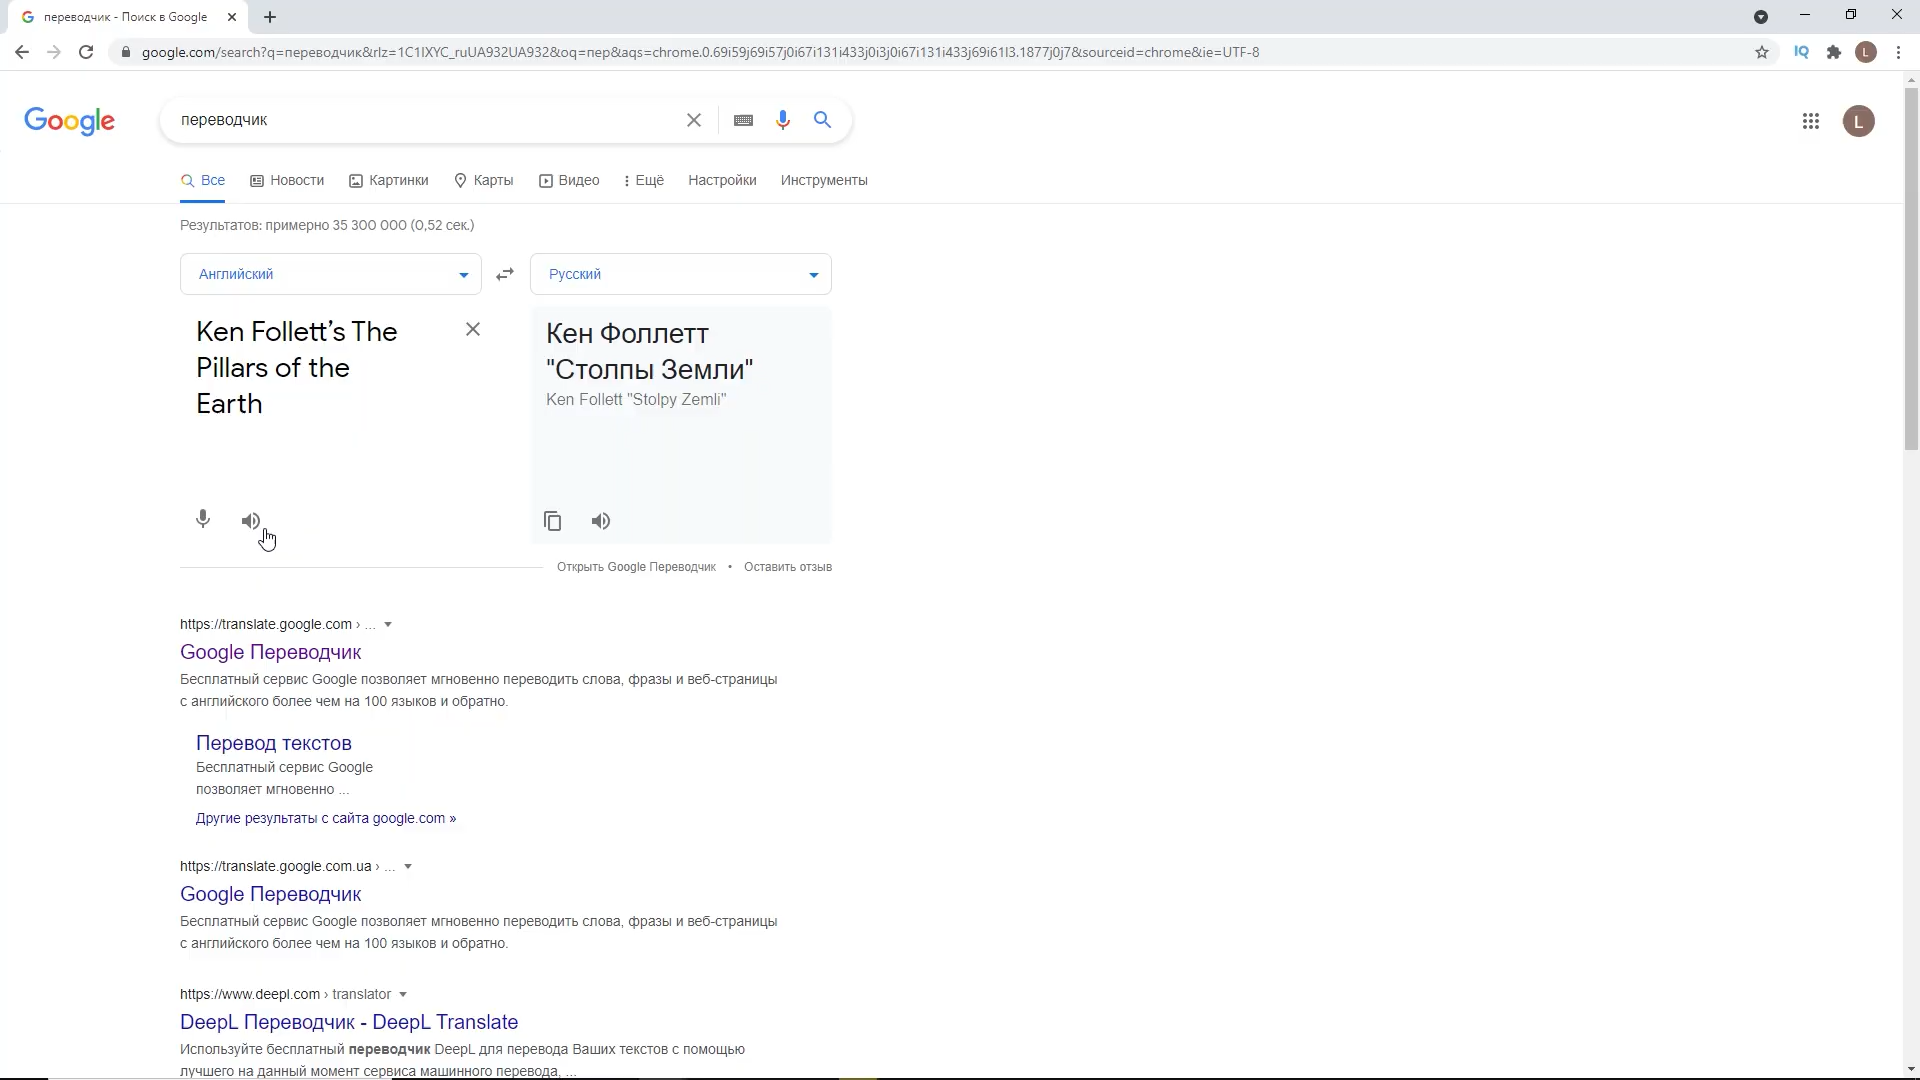 переводчик - Поиск в Google
google.com/search?q=переводчик&rlz=1C1IXYC_ruUA932UA932&oq=пер&aqs=chrome.0.69i59j69i57j0i67i131i433j0i3j0i67i131i433j69i61l3.1877j0j7&sourceid=chrome&ie=UTF-8
IQ
L
Google
переводчик
L
Все Новости Картинки Карты Видео Ещё Настройки Инструменты
Результатов: примерно 35 300 000 (0,52 сек.)
Английский Русский
Ken Follett’s The
Pillars of the
Earth
Кен Фоллетт
"Столпы Земли"
Ken Follett "Stolpy Zemli"
Открыть Google Переводчик • Оставить отзыв
https://translate.google.com › ...
Google Переводчик
Бесплатный сервис Google позволяет мгновенно переводить слова, фразы и веб-страницы
с английского более чем на 100 языков и обратно.
Перевод текстов
Бесплатный сервис Google
позволяет мгновенно ...
Другие результаты с сайта google.com »
https://translate.google.com.ua › ...
Google Переводчик
Бесплатный сервис Google позволяет мгновенно переводить слова, фразы и веб-страницы
с английского более чем на 100 языков и обратно.
https://www.deepl.com › translator
DeepL Переводчик - DeepL Translate
Используйте бесплатный переводчик DeepL для перевода Ваших текстов с помощью
лучшего на данный момент сервиса машинного перевода, ...